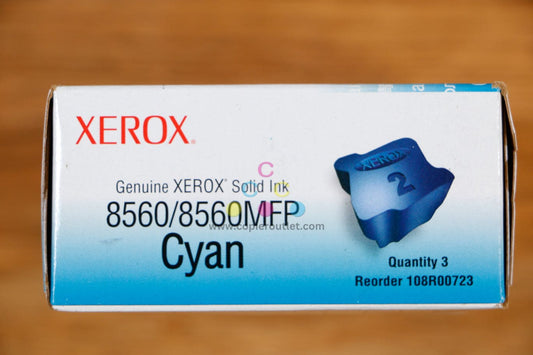 XEROX.
Genuine XEROX® Solid Ink
8560/8560MFP
www.copieroutlet.com
Cyan
XEROX
2
Quantity 3
Reorder 108R00723